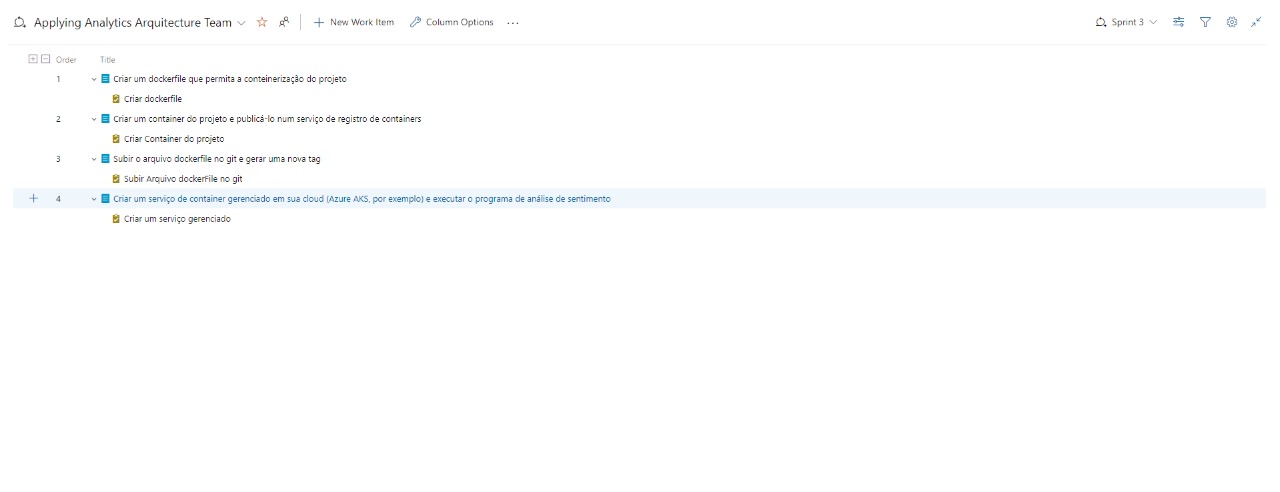 Applying Analytics Arquitecture Team New Work Item Column Options ... Sprint 3
Order Title
1 Criar um dockerfile que permita a conteinerização do projeto
Criar dockerfile
2 Criar um container do projeto e publicá-lo num serviço de registro de containers
Criar Container do projeto
3 Subir o arquivo dockerfile no git e gerar uma nova tag
Subir Arquivo dockerFile no git
4 Criar um serviço de container gerenciado em sua cloud (Azure AKS, por exemplo) e executar o programa de análise de sentimento
Criar um serviço gerenciado